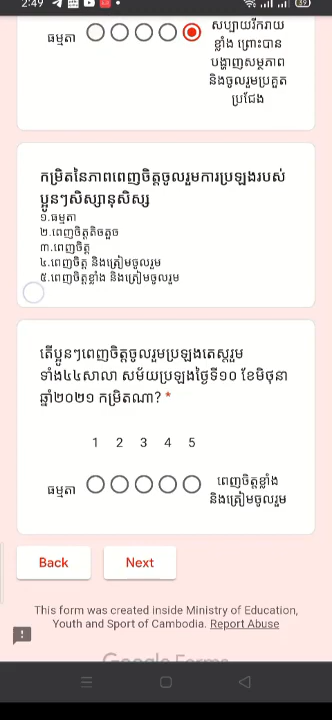 2:49
39
ធម្មតា
សប្បាយរីករាយ
ខ្លាំង ព្រោះបាន
បង្ហាញសម្ថភាព
និងចូលរួមប្រគួត
ប្រជែង
កម្រិតនៃភាពពេញចិត្តចូលរួមការប្រឡងរបស់
ប្អូនៗសិស្សានុសិស្ស
១.ធម្មតា
២.ពេញចិត្តតិចតួច
៣.ពេញចិត្ត
៤.ពេញចិត្ត និងត្រៀមចូលរួម
៥.ពេញចិត្តខ្លាំង និងត្រៀមចូលរួម
តើប្អូនៗពេញចិត្តចូលរួមប្រឡងតេស្តរួម
ទាំង៤៤សាលា សម័យប្រឡងថ្ងៃទី១០ ខែមិថុនា
ឆ្នាំ២០២១ កម្រិតណា? *
1 2 3 4 5
ធម្មតា
ពេញចិត្តខ្លាំង
និងត្រៀមចូលរួម
Back Next
This form was created inside Ministry of Education,
Youth and Sport of Cambodia. Report Abuse
Google Forms